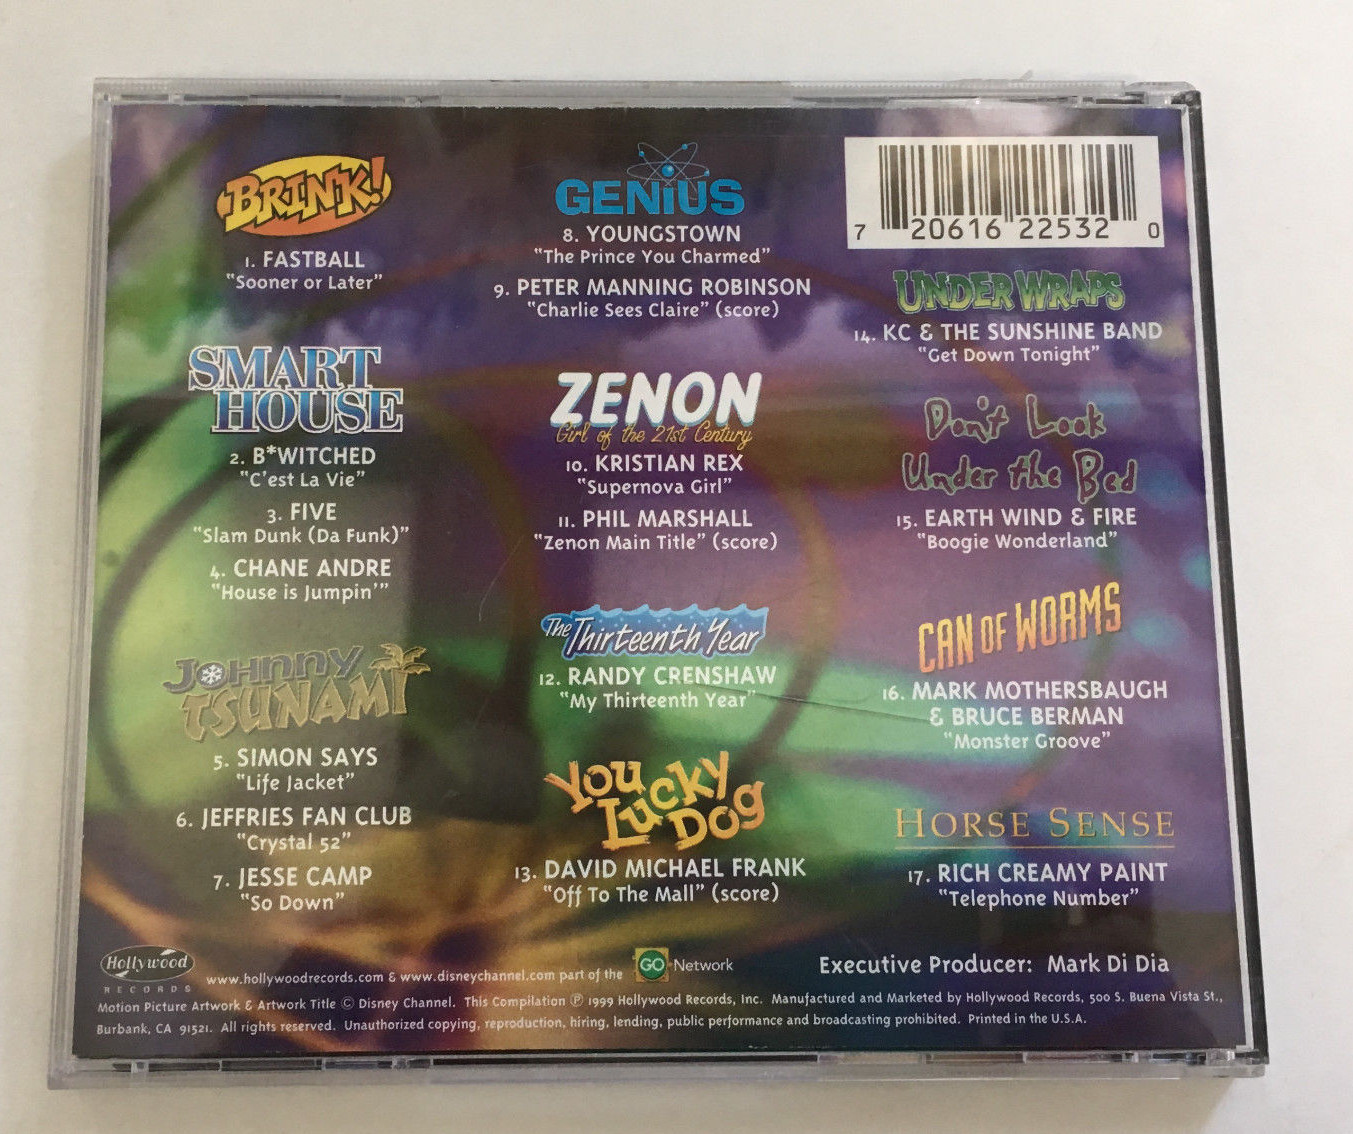 BRINK!
1. FASTBALL
"Sooner or Later"
SMART
HOUSE
2. B*WITCHED
"C'est La Vie"
3. FIVE
"Slam Dunk (Da Funk)"
4. CHANE ANDRE
"House is Jumpin'"
JOHNNY
TSUNAMI
5. SIMON SAYS
"Life Jacket"
6. JEFFRIES FAN CLUB
"Crystal 52"
7. JESSE CAMP
"So Down"
GENIUS
8. YOUNGSTOWN
"The Prince You Charmed"
9. PETER MANNING ROBINSON
"Charlie Sees Claire" (score)
ZENON
Girl of the 21st Century
10. KRISTIAN REX
"Supernova Girl"
11. PHIL MARSHALL
"Zenon Main Title" (score)
The Thirteenth Year
12. RANDY CRENSHAW
"My Thirteenth Year"
You
Lucky
Dog
13. DAVID MICHAEL FRANK
"Off To The Mall" (score)
7 20616 22532 0
UNDER WRAPS
14. KC & THE SUNSHINE BAND
"Get Down Tonight"
Don't Look
Under the Bed
15. EARTH WIND & FIRE
"Boogie Wonderland"
CAN OF WORMS
16. MARK MOTHERSBAUGH
& BRUCE BERMAN
"Monster Groove"
HORSE SENSE
17. RICH CREAMY PAINT
"Telephone Number"
Hollywood
RECORDS
www.hollywoodrecords.com & www.disneychannel.com part of the GO Network
Executive Producer: Mark Di Dia
Motion Picture Artwork & Artwork Title © Disney Channel. This Compilation ℗ 1999 Hollywood Records, Inc. Manufactured and Marketed by Hollywood Records, 500 S. Buena Vista St.,
Burbank, CA 91521. All rights reserved. Unauthorized copying, reproduction, hiring, lending, public performance and broadcasting prohibited. Printed in the U.S.A.